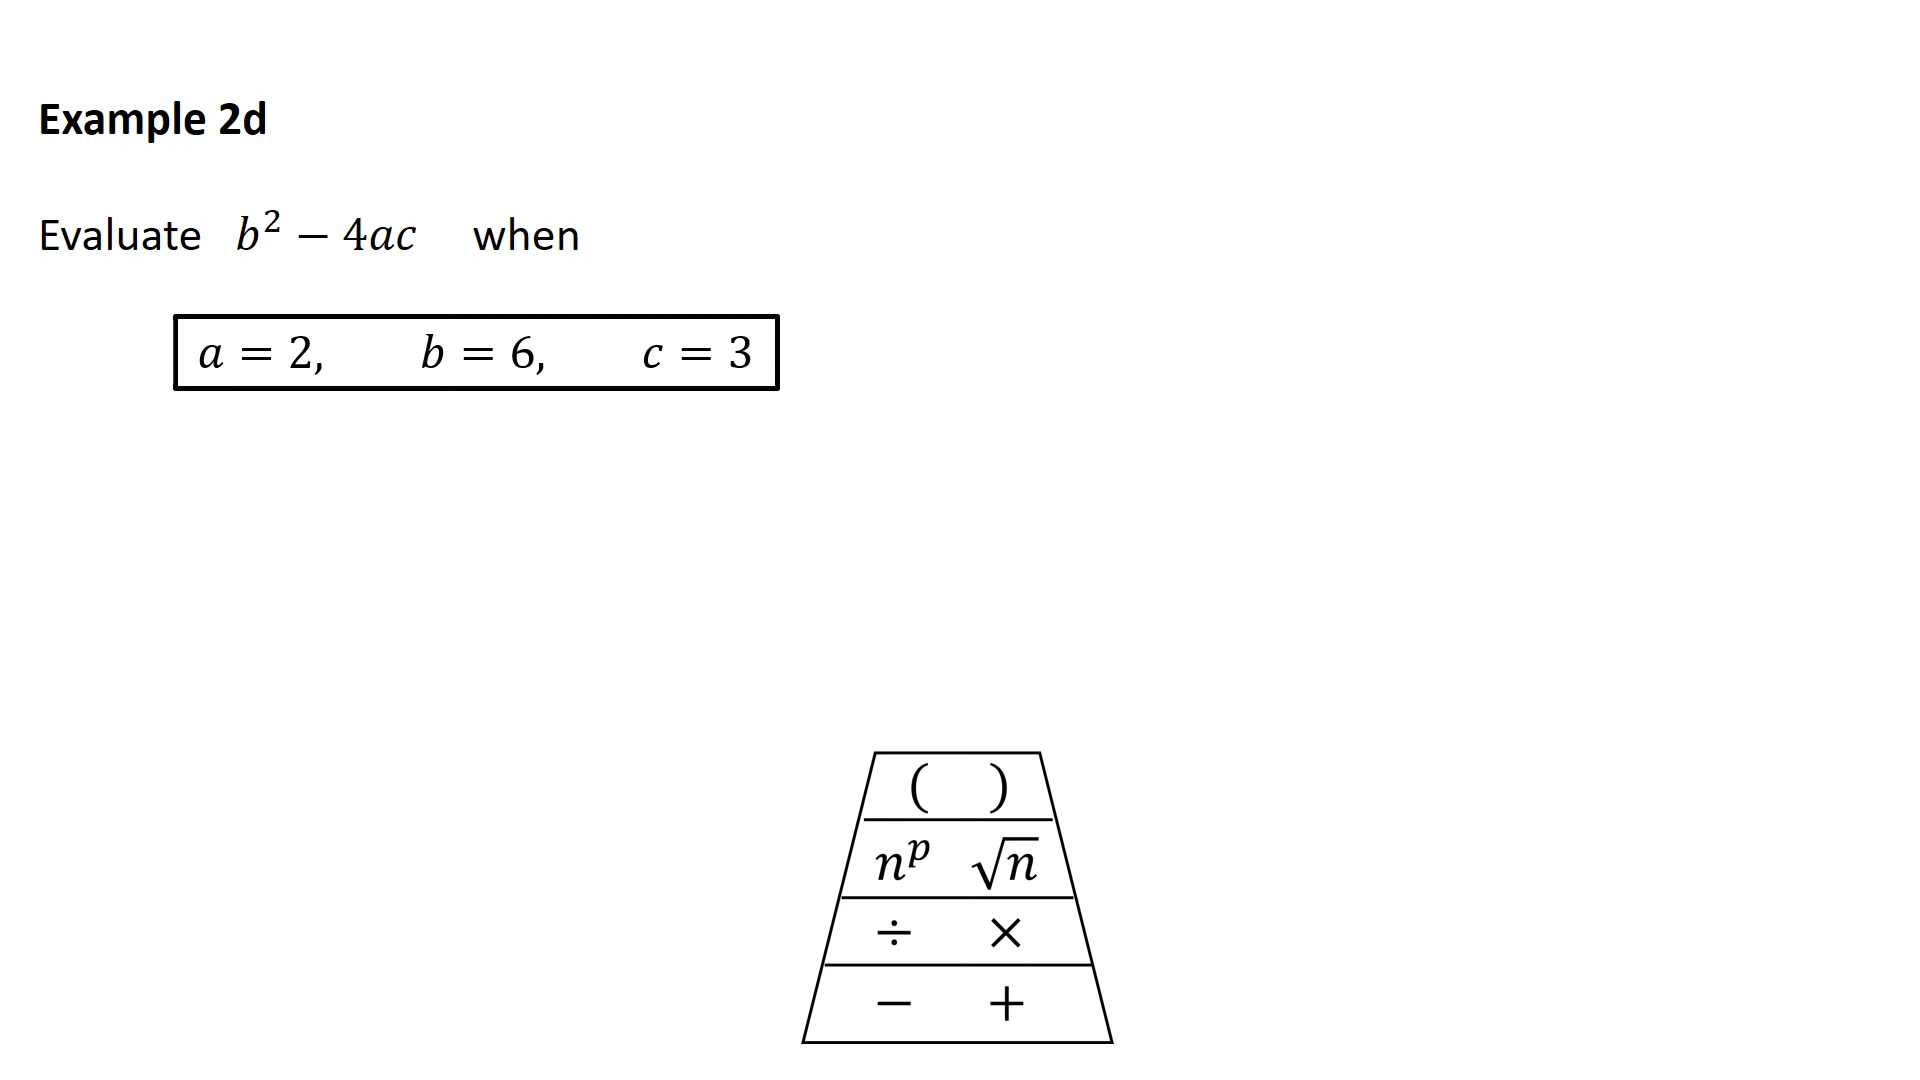 Example 2d
Evaluate b² − 4ac when
a = 2, b = 6, c = 3
( )
nᵖ √n
÷ ×
− +